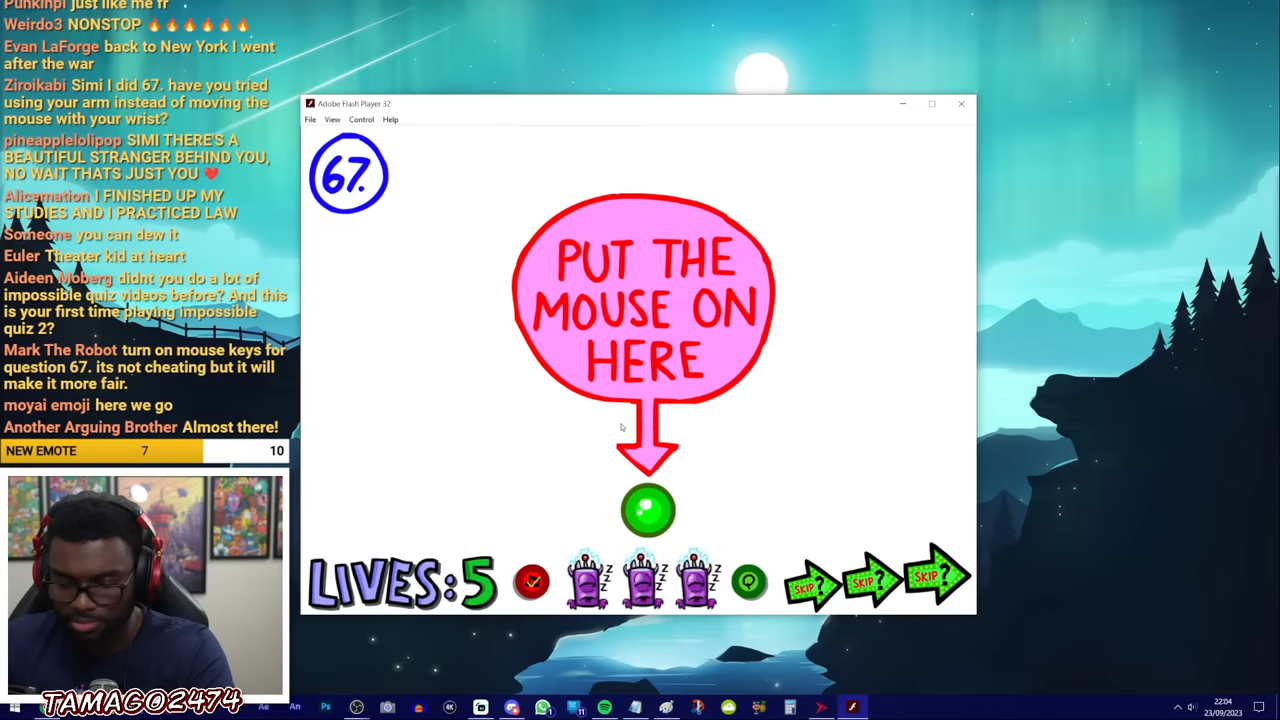 Punkinpl just like me fr
Weirdo3 NONSTOP 🔥🔥🔥🔥🔥🔥
Evan LaForge back to New York I went
after the war
Ziroikabi Simi I did 67. have you tried
using your arm instead of moving the
mouse with your wrist?
pineapplelolipop SIMI THERE'S A
BEAUTIFUL STRANGER BEHIND YOU,
NO WAIT THATS JUST YOU ❤️
Alicemation I FINISHED UP MY
STUDIES AND I PRACTICED LAW
Someone you can dew it
Euler Theater kid at heart
Aideen Moberg didnt you do a lot of
impossible quiz videos before? And this
is your first time playing impossible
quiz 2?
Mark The Robot turn on mouse keys for
question 67. its not cheating but it will
make it more fair.
moyai emoji here we go
Another Arguing Brother Almost there!
NEW EMOTE 7 10
Adobe Flash Player 32
File View Control Help
67.
PUT THE
MOUSE ON
HERE
LIVES:5
z z z
z z z
z z z
SKIP? SKIP? SKIP?
TAMAGO2474
Ae An Ps 4K 11
22:04
23/09/2023